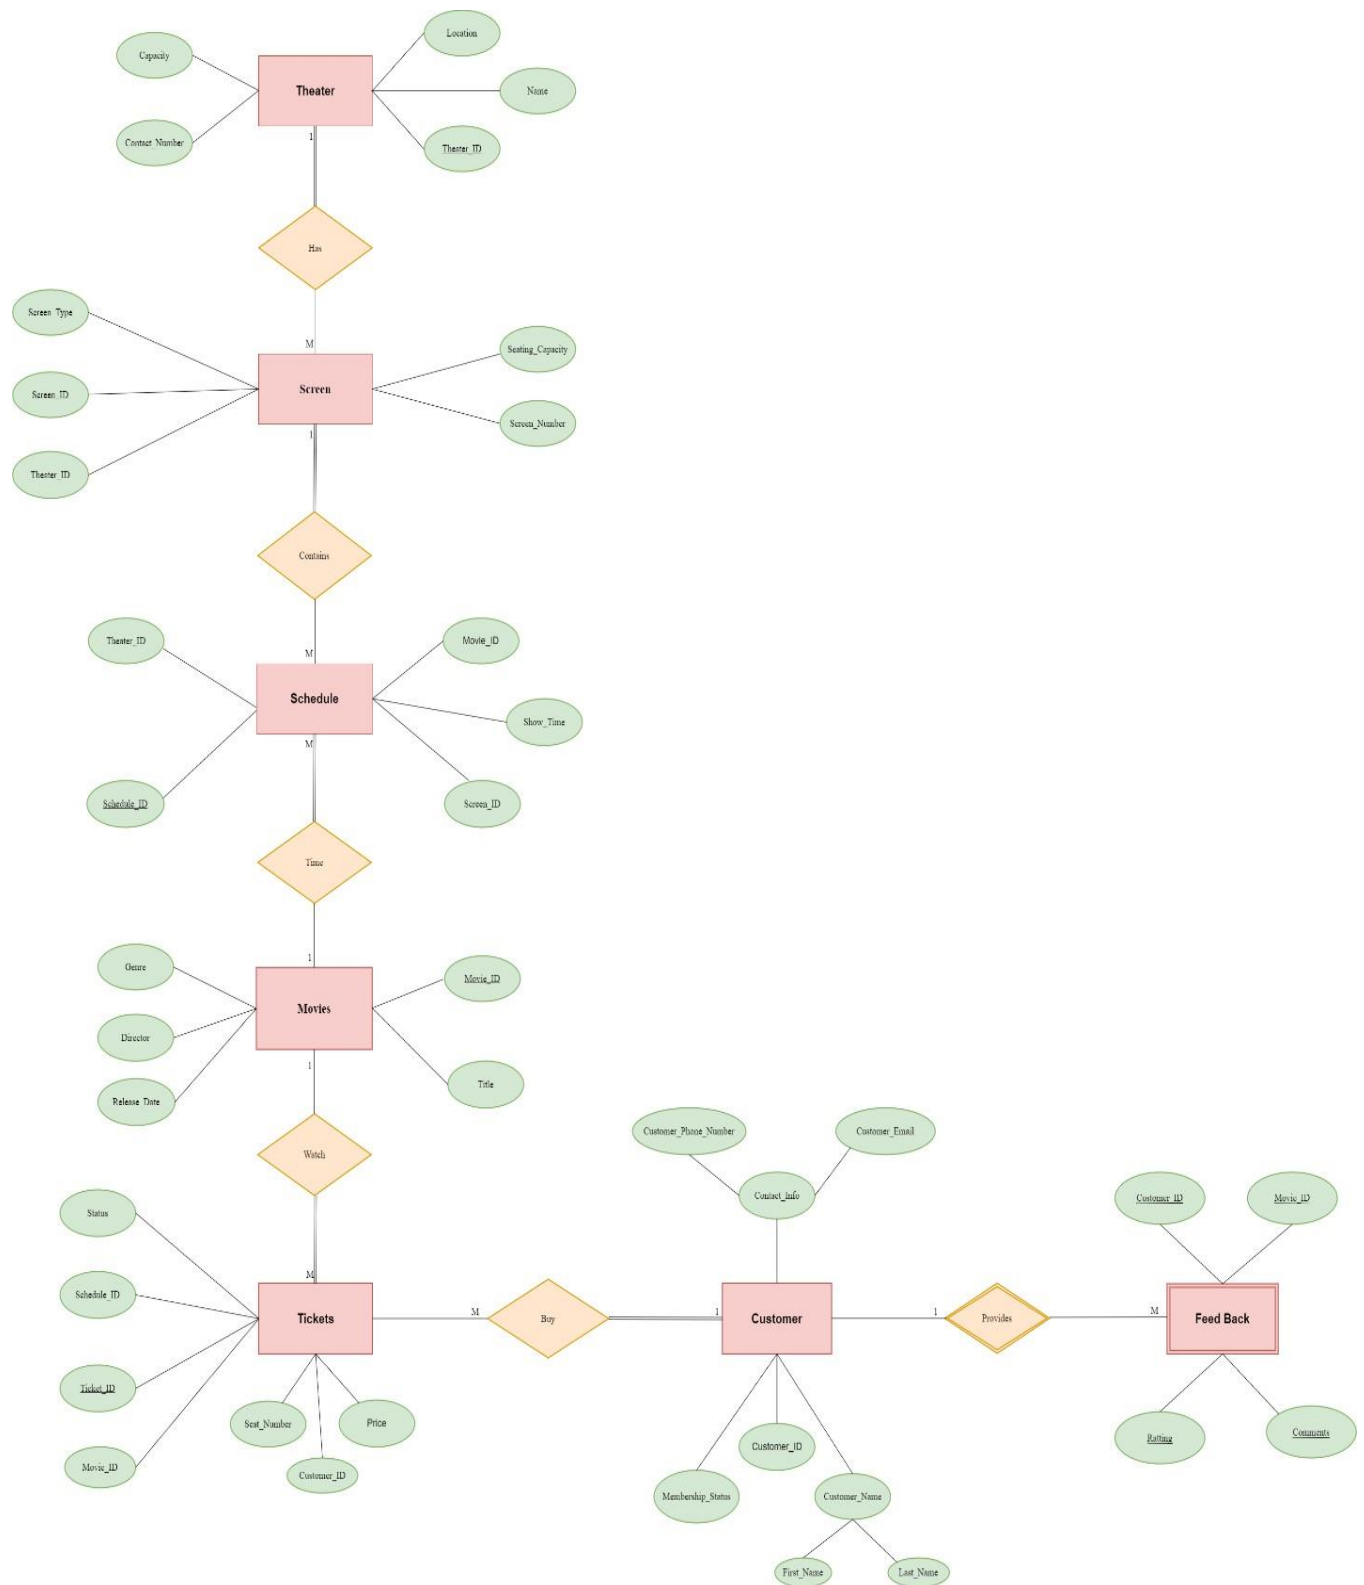 Location
Capacity
Theater
Name
Contact_Number
1
Theater_ID
Has
Screen_Type
M
Seating_Capacity
Screen_ID
Screen
Screen_Number
1
Theater_ID
Contains
Theater_ID
Movie_ID
M
Schedule
Show_Time
M
Schedule_ID
Screen_ID
Time
1
Genre
Movie_ID
Movies
Director
1
Title
Release_Date
Watch
Customer_Phone_Number
Customer_Email
Contact_Info
Customer_ID
Movie_ID
Status
M
Schedule_ID
Tickets
M
Buy
1
Customer
1
Provides
M
Feed Back
Ticket_ID
Seat_Number
Price
Customer_ID
Movie_ID
Customer_ID
Membership_Status
Customer_Name
First_Name
Last_Name
Ratting
Comments